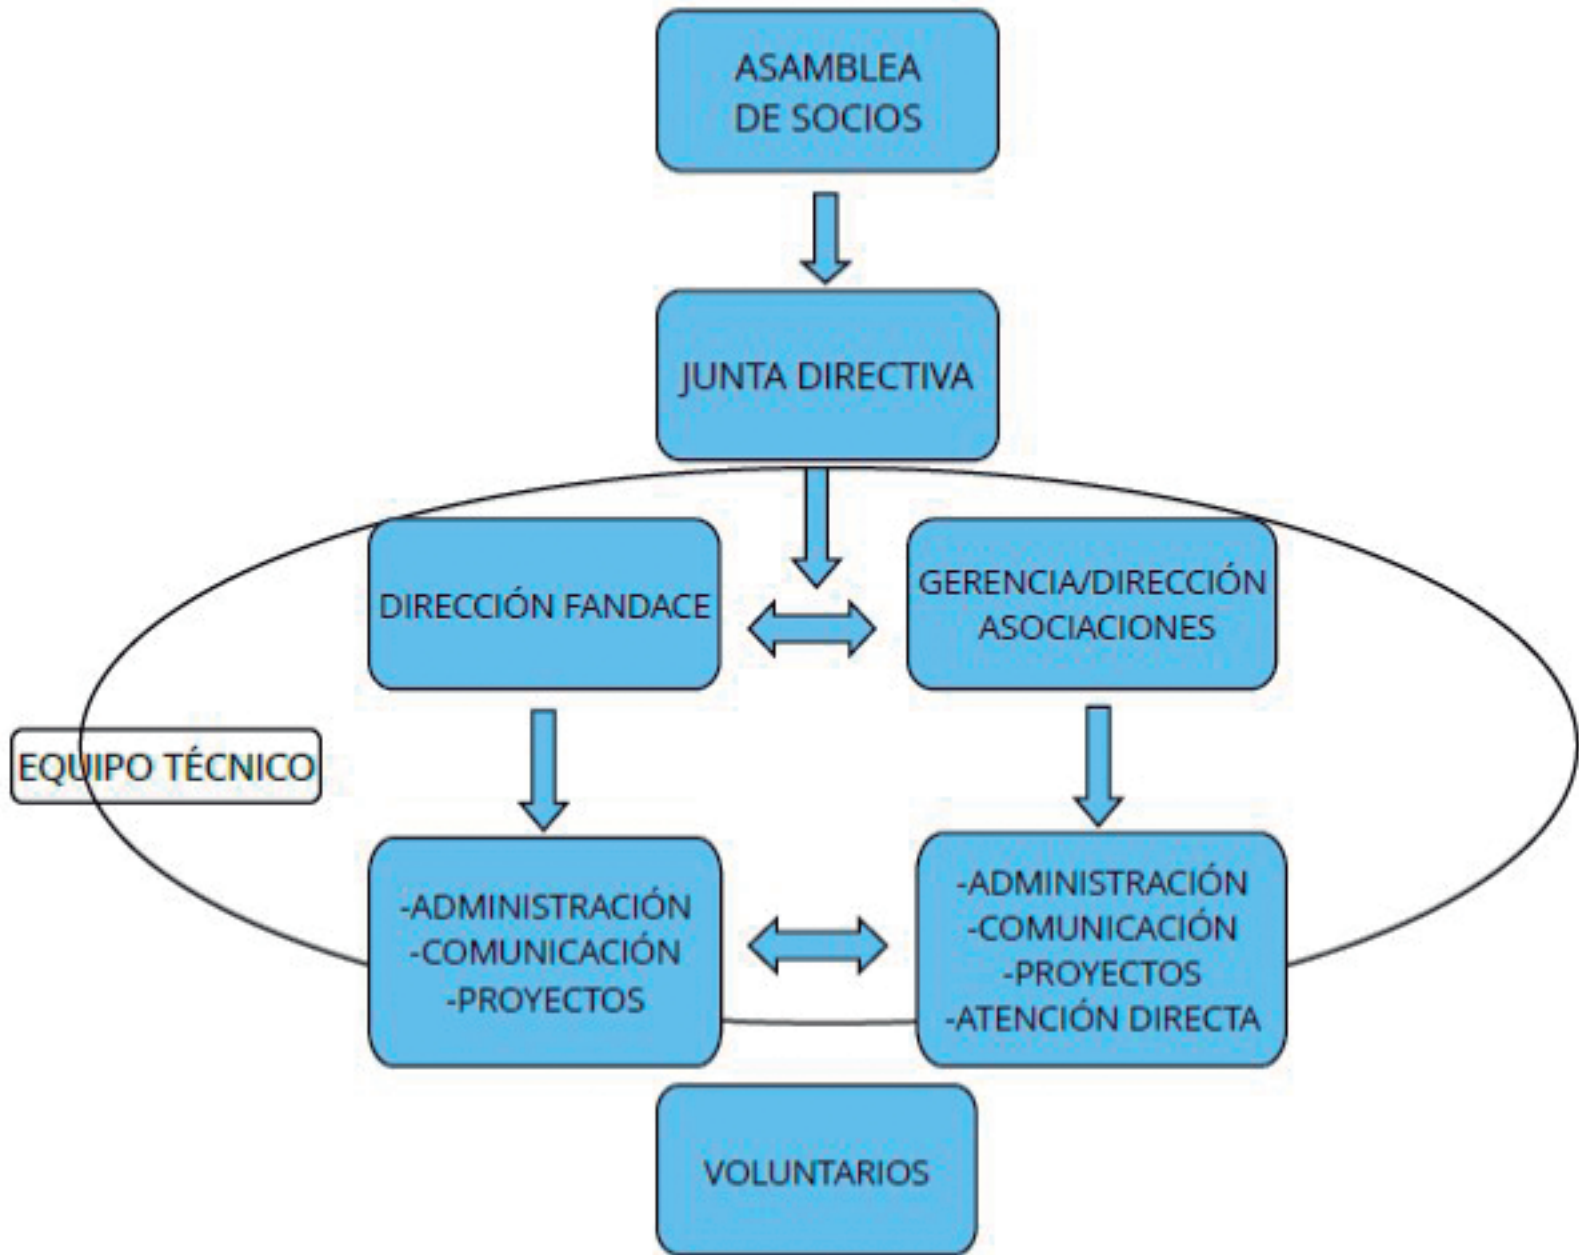 ASAMBLEA
DE SOCIOS
JUNTA DIRECTIVA
DIRECCIÓN FANDACE
GERENCIA/DIRECCIÓN
ASOCIACIONES
EQUIPO TÉCNICO
-ADMINISTRACIÓN
-COMUNICACIÓN
-PROYECTOS
-ADMINISTRACIÓN
-COMUNICACIÓN
-PROYECTOS
-ATENCIÓN DIRECTA
VOLUNTARIOS